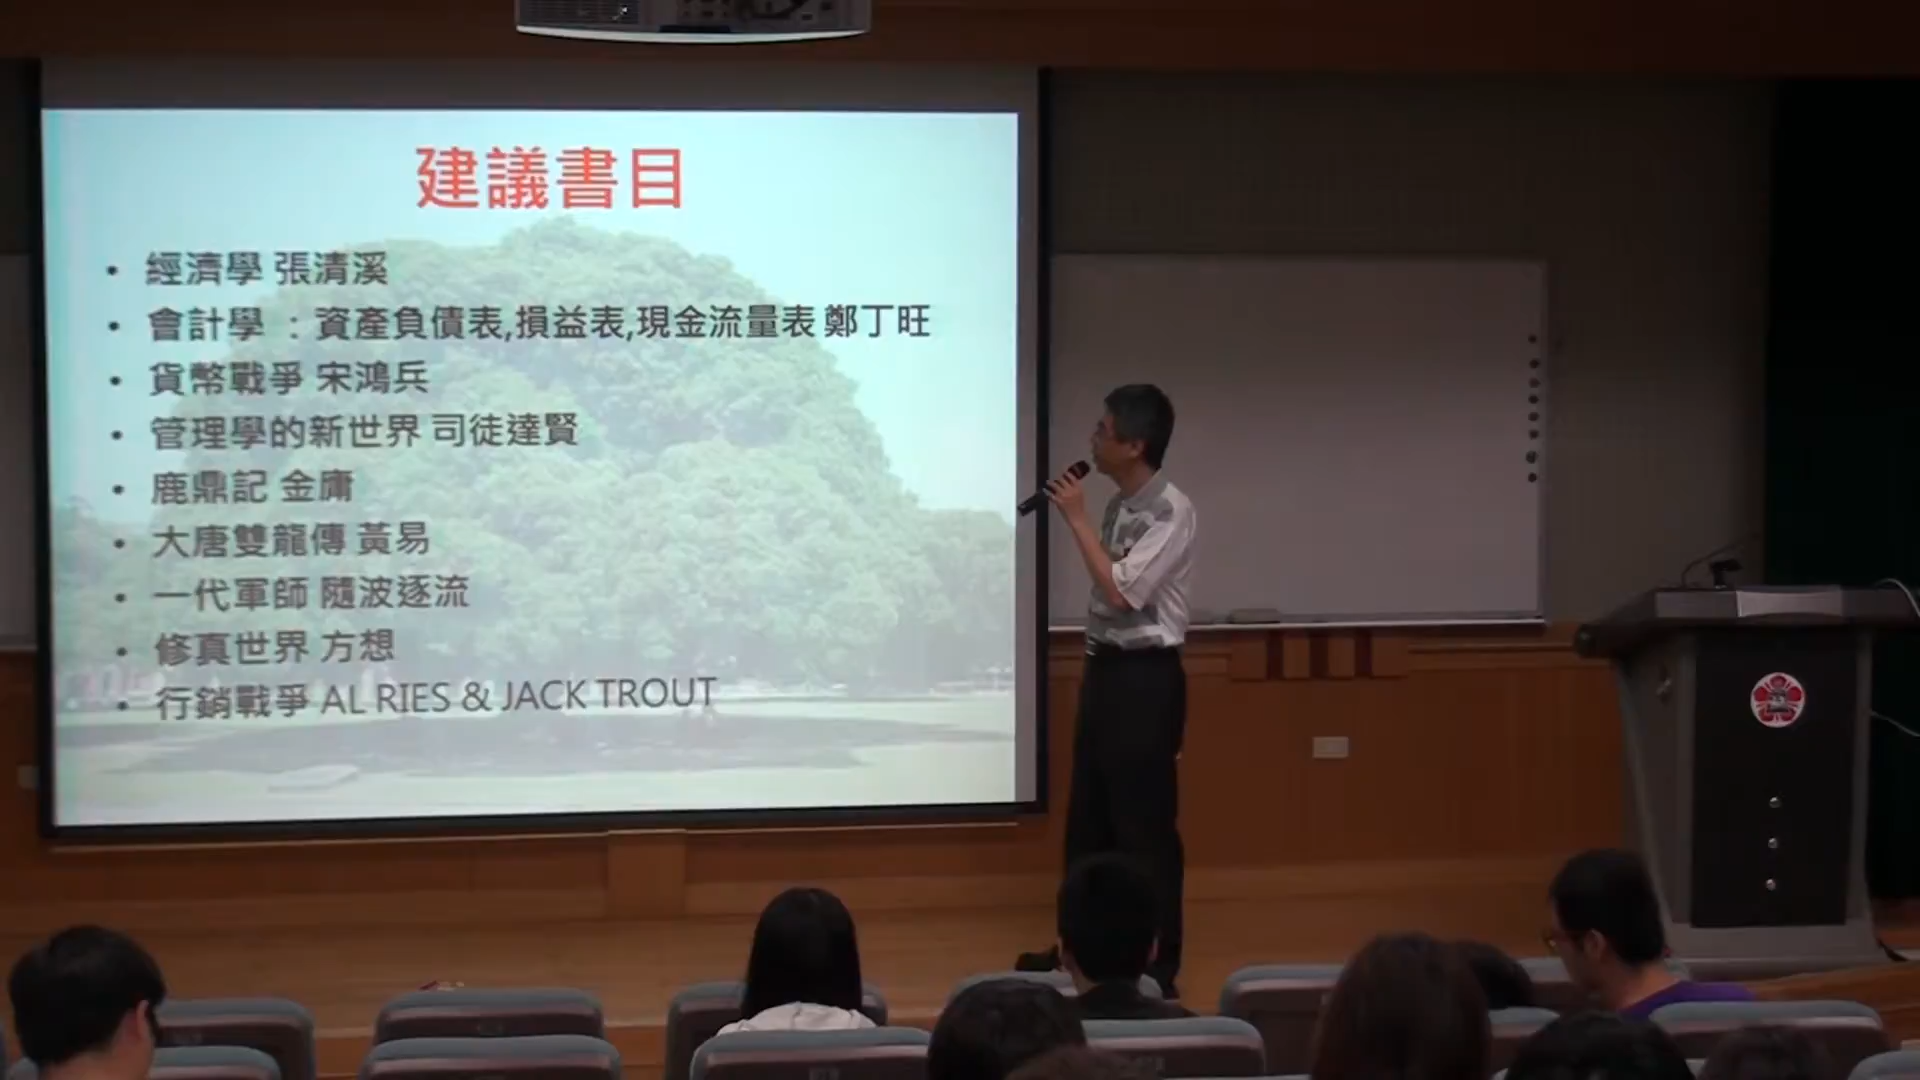 建議書目
• 經濟學 張清溪
• 會計學 ：資產負債表,損益表,現金流量表 鄭丁旺
• 貨幣戰爭 宋鴻兵
• 管理學的新世界 司徒達賢
• 鹿鼎記 金庸
• 大唐雙龍傳 黃易
• 一代軍師 隨波逐流
• 修真世界 方想
• 行銷戰爭 AL RIES & JACK TROUT